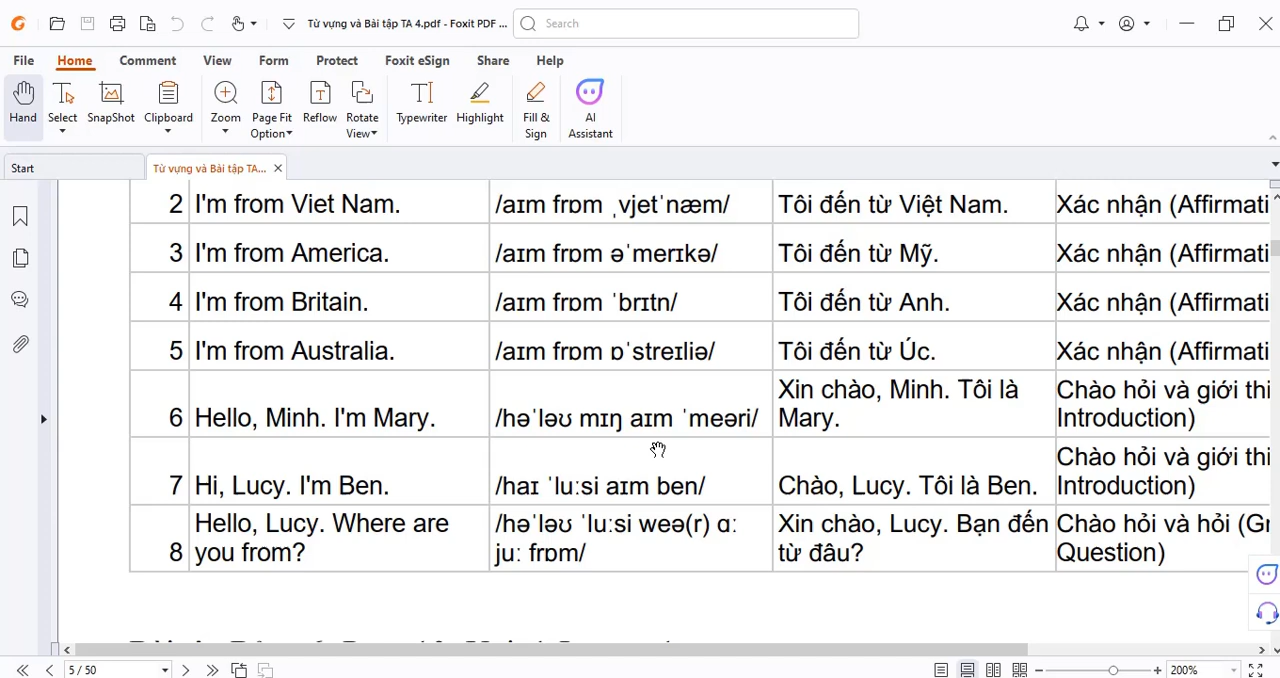 Từ vựng và Bài tập TA 4.pdf - Foxit PDF ...
Search
File Home Comment View Form Protect Foxit eSign Share Help
Hand Select SnapShot Clipboard Zoom Page Fit Option Reflow Rotate View Typewriter Highlight Fill & Sign AI Assistant
Start Từ vựng và Bài tập TA...
2 I'm from Viet Nam. /aɪm frɒm ˌvjetˈnæm/ Tôi đến từ Việt Nam. Xác nhận (Affirmati
3 I'm from America. /aɪm frɒm əˈmerɪkə/ Tôi đến từ Mỹ. Xác nhận (Affirmati
4 I'm from Britain. /aɪm frɒm ˈbrɪtn/ Tôi đến từ Anh. Xác nhận (Affirmati
5 I'm from Australia. /aɪm frɒm ɒˈstreɪliə/ Tôi đến từ Úc. Xác nhận (Affirmati
Xin chào, Minh. Tôi là Chào hỏi và giới thi
6 Hello, Minh. I'm Mary. /həˈləʊ mɪŋ aɪm ˈmeəri/ Mary. Introduction)
Chào hỏi và giới thi
7 Hi, Lucy. I'm Ben. /haɪ ˈluːsi aɪm ben/ Chào, Lucy. Tôi là Ben. Introduction)
Hello, Lucy. Where are /həˈləʊ ˈluːsi weə(r) ɑː Xin chào, Lucy. Bạn đến Chào hỏi và hỏi (Gr
8 you from? juː frɒm/ từ đâu? Question)
5 / 50 200%